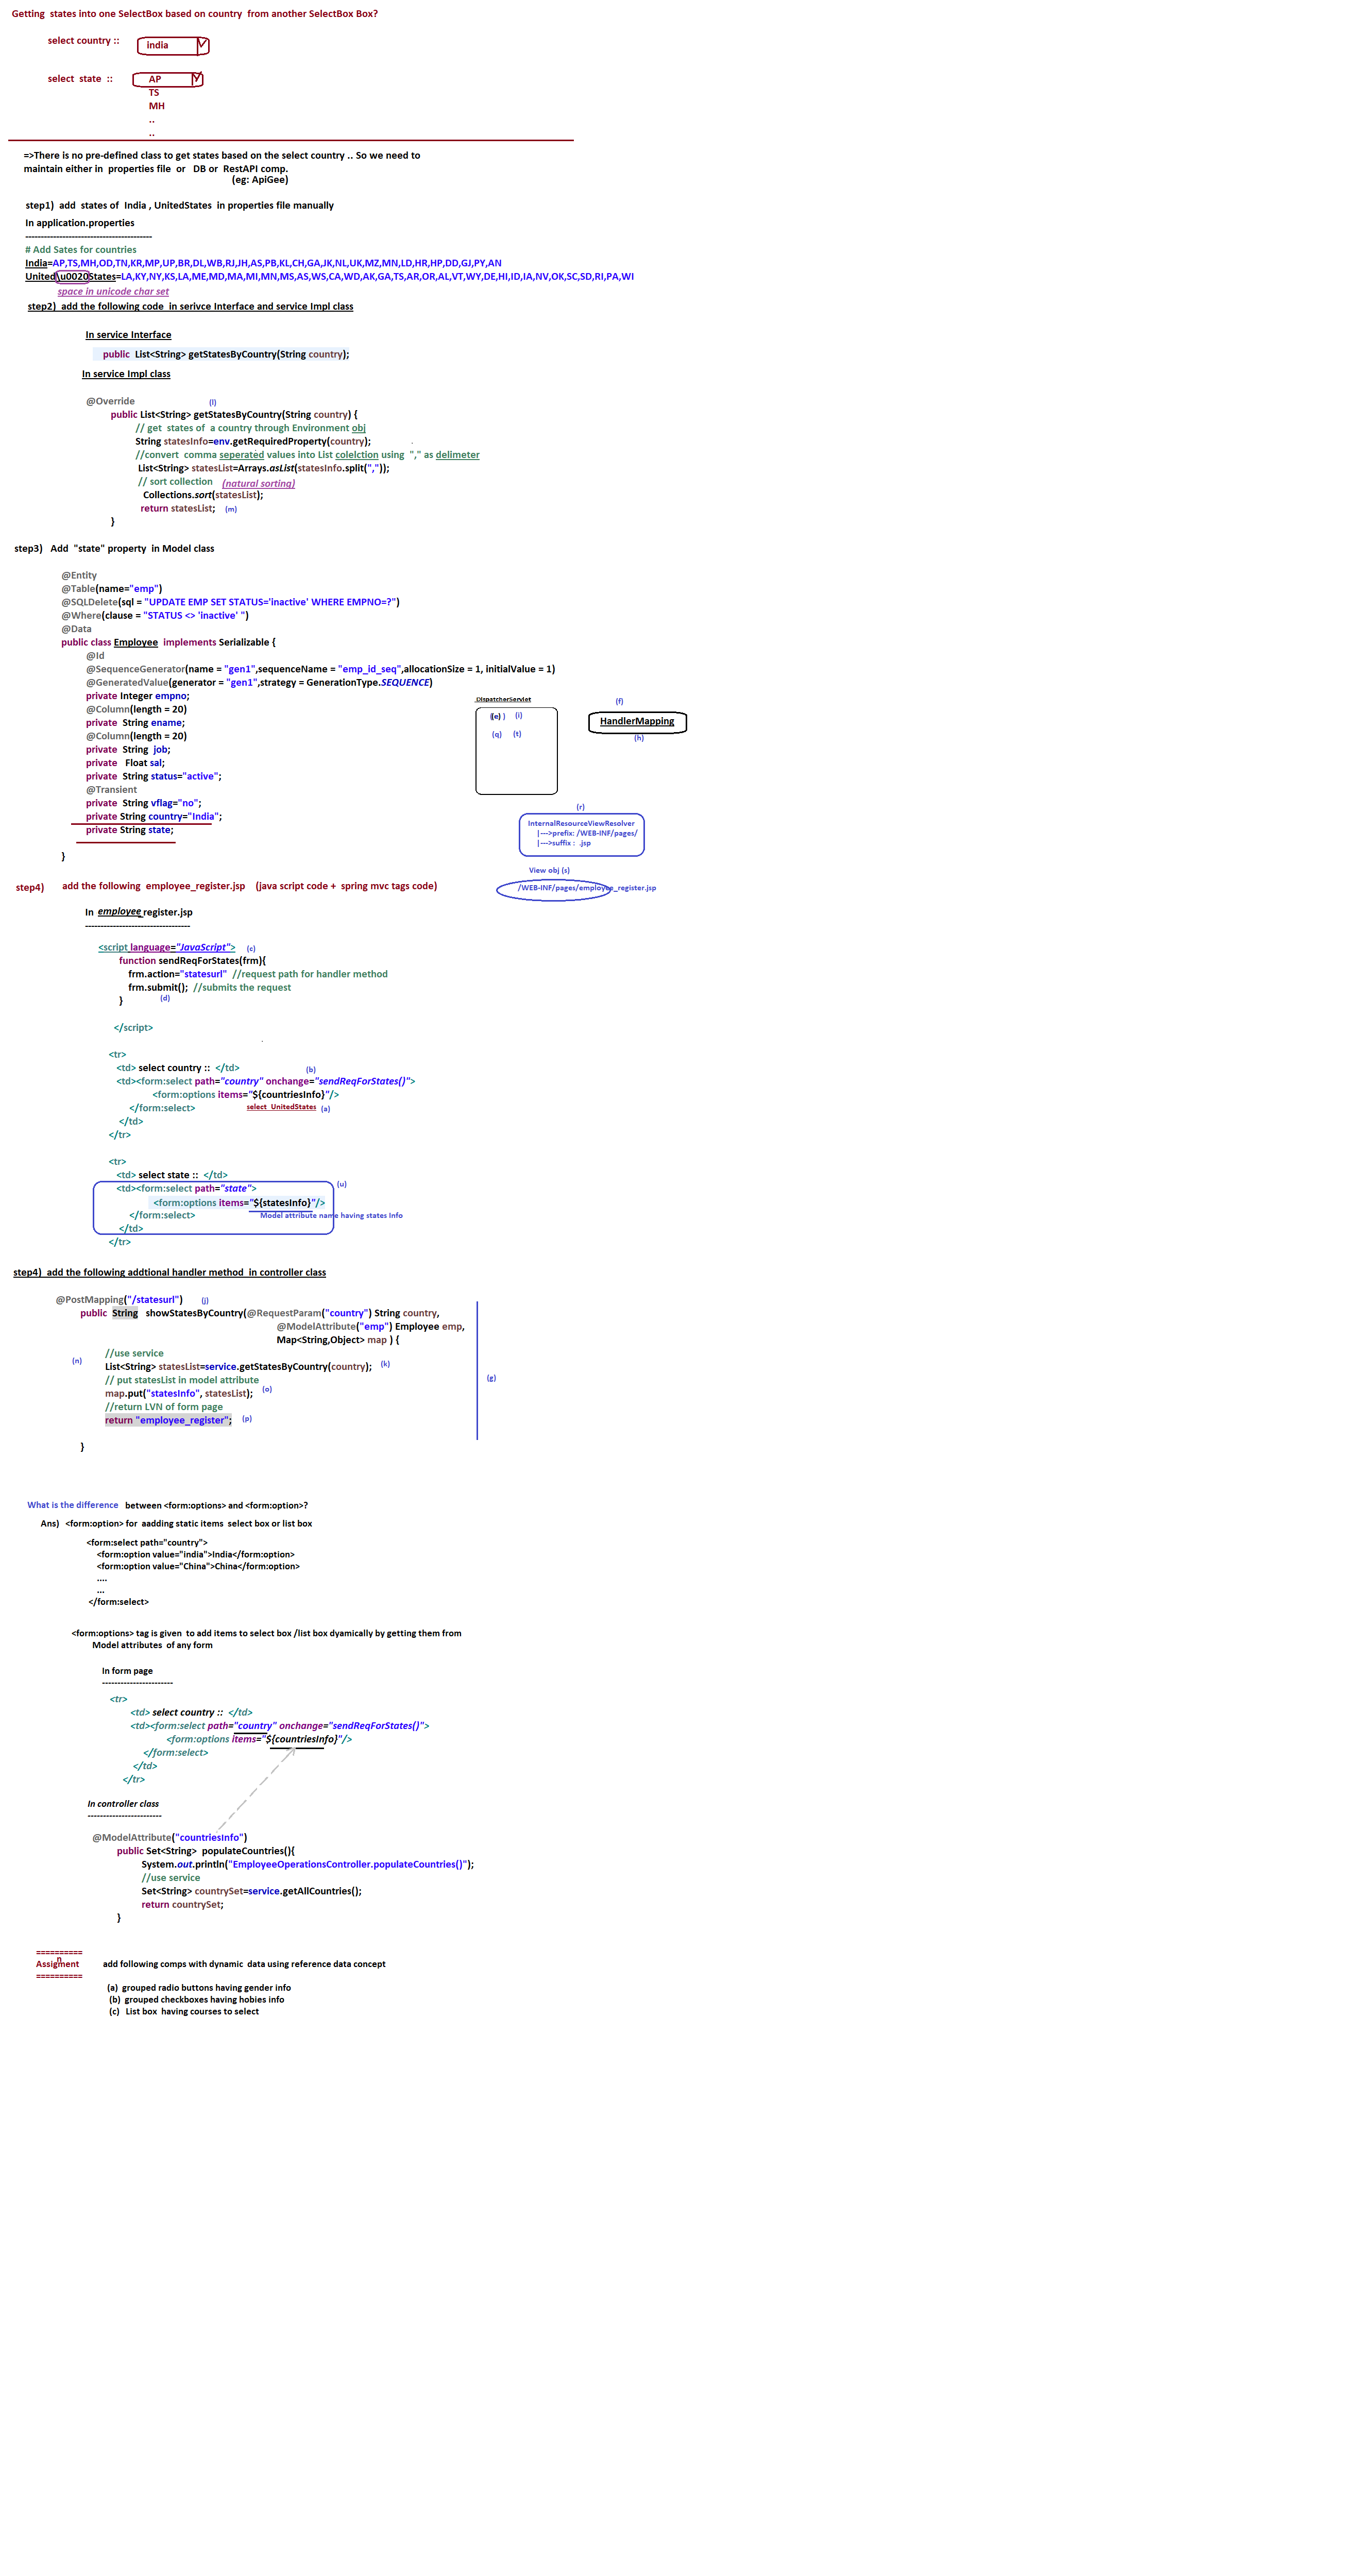 Getting states into one SelectBox based on country from another SelectBox Box?
select country :: india
select state :: AP
TS
MH
..
..
=>There is no pre-defined class to get states based on the select country .. So we need to
maintain either in properties file or DB or RestAPI comp.
(eg: ApiGee)
step1) add states of India , UnitedStates in properties file manually
In application.properties
-----------------------------------------
# Add Sates for countries
India=AP,TS,MH,OD,TN,KR,MP,UP,BR,DL,WB,RJ,JH,AS,PB,KL,CH,GA,JK,NL,UK,MZ,MN,LD,HR,HP,DD,GJ,PY,AN
United\u0020States=LA,KY,NY,KS,LA,ME,MD,MA,MI,MN,MS,AS,WS,CA,WD,AK,GA,TS,AR,OR,AL,VT,WY,DE,HI,ID,IA,NV,OK,SC,SD,RI,PA,WI
space in unicode char set
step2) add the following code in serivce Interface and service Impl class
In service Interface
public List<String> getStatesByCountry(String country);
In service Impl class
@Override (l)
public List<String> getStatesByCountry(String country) {
// get states of a country through Environment obj
String statesInfo=env.getRequiredProperty(country);
//convert comma seperated values into List colelction using "," as delimeter
List<String> statesList=Arrays.asList(statesInfo.split(","));
// sort collection (natural sorting)
Collections.sort(statesList);
return statesList; (m)
}
step3) Add "state" property in Model class
@Entity
@Table(name="emp")
@SQLDelete(sql = "UPDATE EMP SET STATUS='inactive' WHERE EMPNO=?")
@Where(clause = "STATUS <> 'inactive' ")
@Data
public class Employee implements Serializable {
@Id
@SequenceGenerator(name = "gen1",sequenceName = "emp_id_seq",allocationSize = 1, initialValue = 1)
@GeneratedValue(generator = "gen1",strategy = GenerationType.SEQUENCE)
private Integer empno;
@Column(length = 20)
private String ename;
@Column(length = 20)
private String job;
private Float sal;
private String status="active";
@Transient
private String vflag="no";
private String country="India";
private String state;
}
DispatcherServlet
(e) (i)
(q) (t)
(f)
HandlerMapping
(h)
(r)
InternalResourceViewResolver
|--->prefix: /WEB-INF/pages/
|--->suffix : .jsp
View obj (s)
/WEB-INF/pages/employee_register.jsp
step4) add the following employee_register.jsp (java script code + spring mvc tags code)
In employee_register.jsp
----------------------------------
<script language="JavaScript"> (c)
function sendReqForStates(frm){
frm.action="statesurl" //request path for handler method
frm.submit(); //submits the request
} (d)
</script>
<tr>
<td> select country :: </td> (b)
<td><form:select path="country" onchange="sendReqForStates()">
<form:options items="${countriesInfo}"/>
</form:select> select UnitedStates (a)
</td>
</tr>
<tr>
<td> select state :: </td>
<td><form:select path="state"> (u)
<form:options items="${statesInfo}"/>
</form:select> Model attribute name having states Info
</td>
</tr>
step4) add the following addtional handler method in controller class
@PostMapping("/statesurl") (j)
public String showStatesByCountry(@RequestParam("country") String country,
@ModelAttribute("emp") Employee emp,
Map<String,Object> map ) {
//use service
(n) List<String> statesList=service.getStatesByCountry(country); (k)
// put statesList in model attribute (g)
map.put("statesInfo", statesList); (o)
//return LVN of form page
return "employee_register"; (p)
}
What is the difference between <form:options> and <form:option>?
Ans) <form:option> for aadding static items select box or list box
<form:select path="country">
<form:option value="india">India</form:option>
<form:option value="China">China</form:option>
....
...
</form:select>
<form:options> tag is given to add items to select box /list box dyamically by getting them from
Model attributes of any form
In form page
-----------------------
<tr>
<td> select country :: </td>
<td><form:select path="country" onchange="sendReqForStates()">
<form:options items="${countriesInfo}"/>
</form:select>
</td>
</tr>
In controller class
------------------------
@ModelAttribute("countriesInfo")
public Set<String> populateCountries(){
System.out.println("EmployeeOperationsController.populateCountries()");
//use service
Set<String> countrySet=service.getAllCountries();
return countrySet;
}
==========
n
Assigment add following comps with dynamic data using reference data concept
==========
(a) grouped radio buttons having gender info
(b) grouped checkboxes having hobies info
(c) List box having courses to select